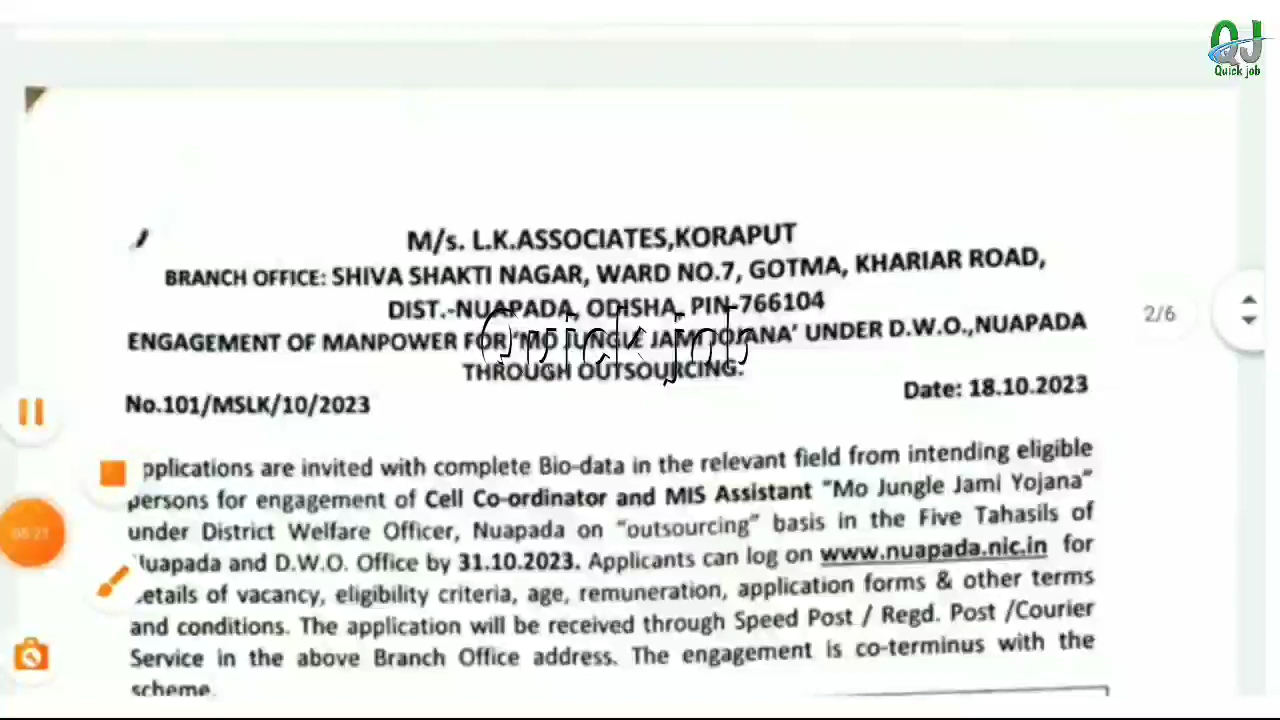 QJ
Quick job
M/s. L.K.ASSOCIATES,KORAPUT
BRANCH OFFICE: SHIVA SHAKTI NAGAR, WARD NO.7, GOTMA, KHARIAR ROAD,
DIST.-NUAPADA, ODISHA, PIN-766104
2/6
ENGAGEMENT OF MANPOWER FOR 'MO JUNGLE JAMI JOJANA' UNDER D.W.O.,NUAPADA
Quick job
THROUGH OUTSOURCING.
No.101/MSLK/10/2023 Date: 18.10.2023
pplications are invited with complete Bio-data in the relevant field from intending eligible
persons for engagement of Cell Co-ordinator and MIS Assistant "Mo Jungle Jami Yojana"
under District Welfare Officer, Nuapada on "outsourcing" basis in the Five Tahasils of
luapada and D.W.O. Office by 31.10.2023. Applicants can log on www.nuapada.nic.in for
etails of vacancy, eligibility criteria, age, remuneration, application forms & other terms
and conditions. The application will be received through Speed Post / Regd. Post /Courier
Service in the above Branch Office address. The engagement is co-terminus with the
scheme.